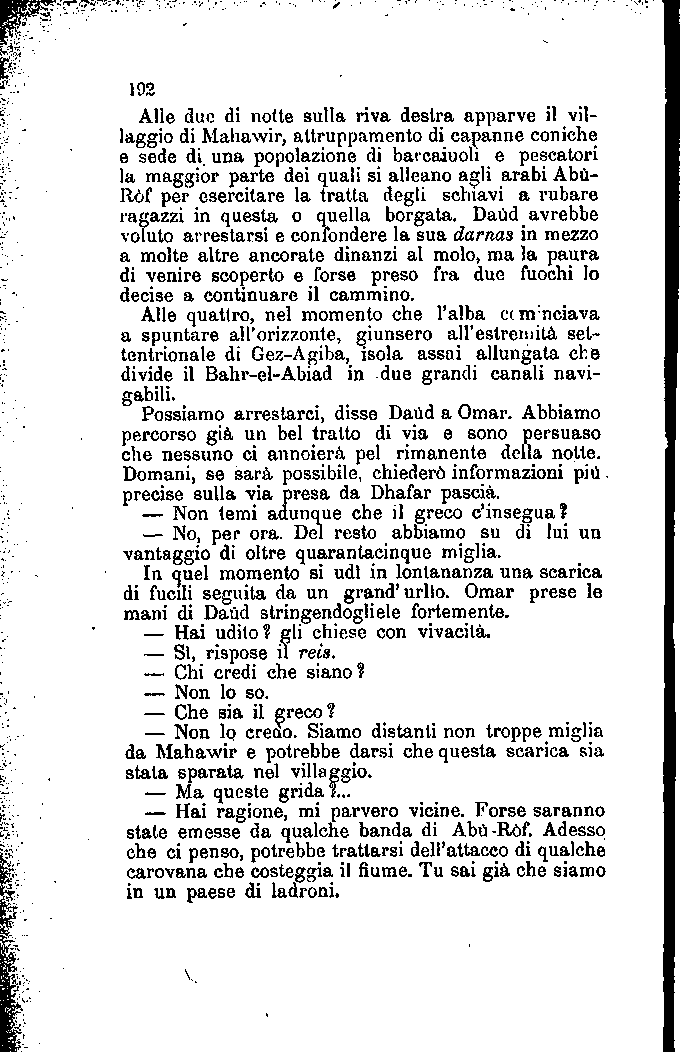 192
Alle due di notte sulla riva destra apparve il vil-
laggio di Mahawir, attruppamento di capanne coniche
e sede di una popolazione di barcaiuoli e pescatori
la maggior parte dei quali si alleano agli arabi Abù-
Ròf per esercitare la tratta degli schiavi a rubare
ragazzi in questa o quella borgata. Daùd avrebbe
voluto arrestarsi e confondere la sua darnas in mezzo
a molte altre ancorate dinanzi al molo, ma la paura
di venire scoperto e forse preso fra due fuochi lo
decise a continuare il cammino.
Alle quattro, nel momento che l'alba cominciava
a spuntare all'orizzonte, giunsero all'estremità set-
tentrionale di Gez-Agiba, isola assai allungata che
divide il Bahr-el-Abiad in due grandi canali navi-
gabili.
Possiamo arrestarci, disse Daùd a Omar. Abbiamo
percorso già un bel tratto di via e sono persuaso
che nessuno ci annoierà pel rimanente della notte.
Domani, se sarà possibile, chiederò informazioni più
precise sulla via presa da Dhafar pascià.
— Non temi adunque che il greco c'insegua?
— No, per ora. Del resto abbiamo su di lui un
vantaggio di oltre quarantacinque miglia.
In quel momento si udì in lontananza una scarica
di fucili seguita da un grand'urlio. Omar prese le
mani di Daùd stringendogliele fortemente.
— Hai udito? gli chiese con vivacità.
— Sì, rispose il reis.
— Chi credi che siano?
— Non lo so.
— Che sia il greco?
— Non lo credo. Siamo distanti non troppe miglia
da Mahawir e potrebbe darsi che questa scarica sia
stata sparata nel villaggio.
— Ma queste grida?...
— Hai ragione, mi parvero vicine. Forse saranno
state emesse da qualche banda di Abù-Ròf. Adesso
che ci penso, potrebbe trattarsi dell'attacco di qualche
carovana che costeggia il fiume. Tu sai già che siamo
in un paese di ladroni.